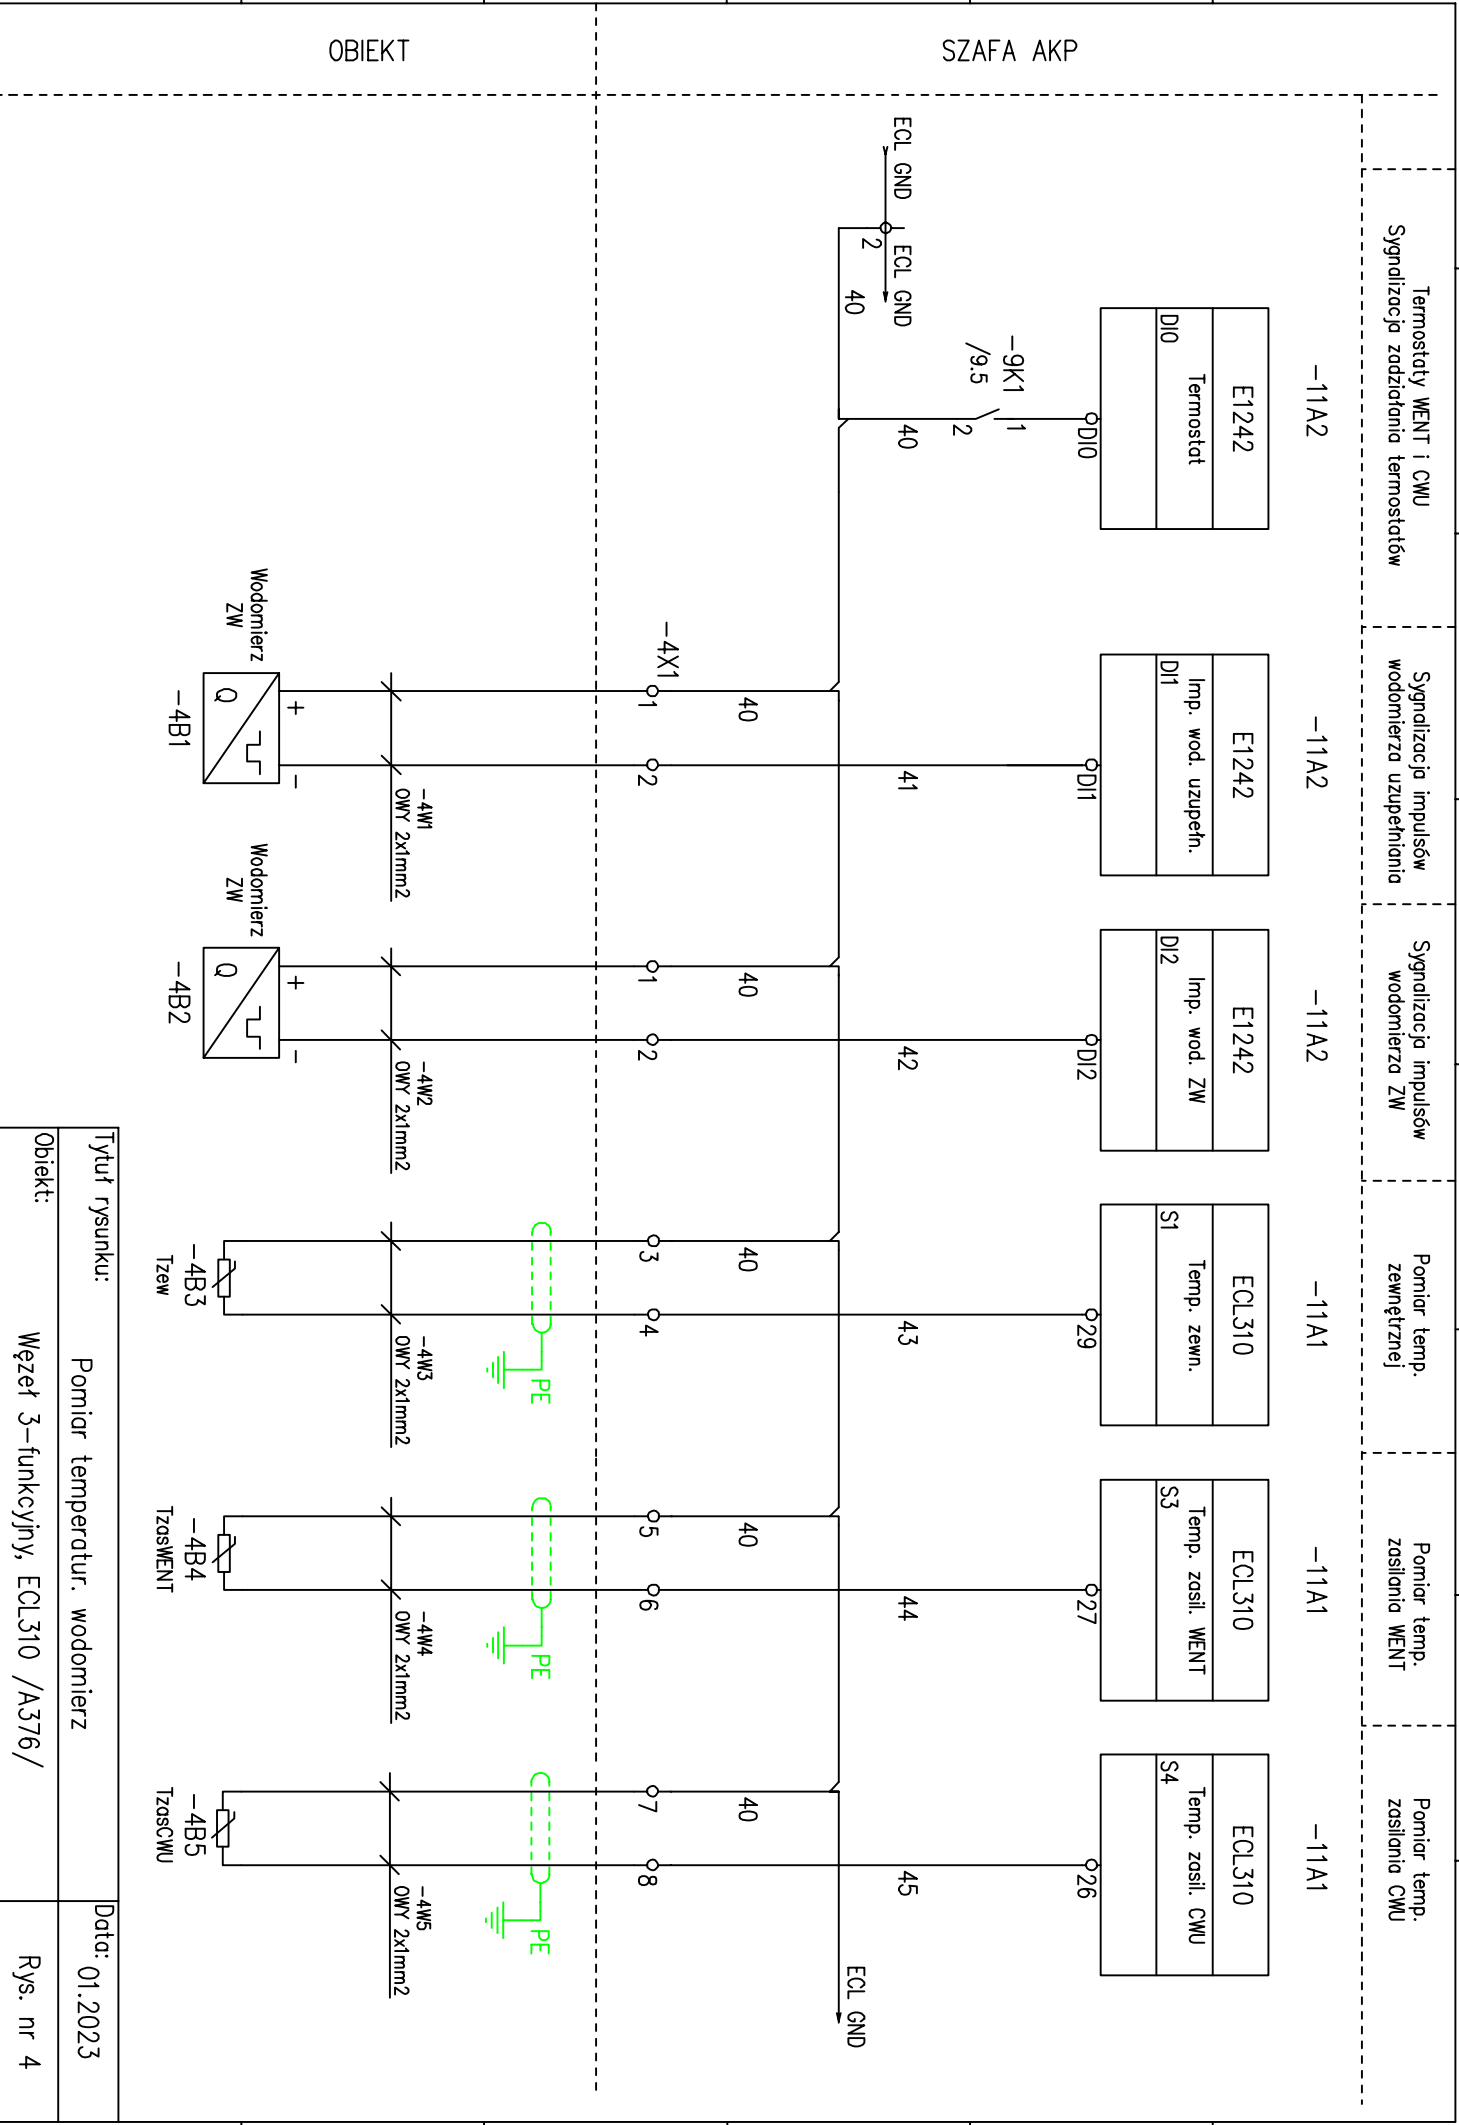 Termostaty WENT i CWU
Sygnalizacja zadziałania termostatów
Sygnalizacja impulsów
wodomierza uzupełniania
Sygnalizacja impulsów
wodomierza ZW
Pomiar temp.
zewnętrznej
Pomiar temp.
zasilania WENT
Pomiar temp.
zasilania CWU
SZAFA AKP
-11A2
-11A2
-11A2
-11A1
-11A1
-11A1
E1242
DI0
Termostat
E1242
DI1
Imp. wod. uzupełn.
E1242
DI2
Imp. wod. ZW
ECL310
S1
Temp. zewn.
ECL310
S3
Temp. zasil. WENT
ECL310
S4
Temp. zasil. CWU
DI0
DI1
DI2
29
27
26
-9K1
/9.5
1
2
40
41
42
43
44
45
ECL GND
ECL GND
2
40
ECL GND
40
40
40
40
40
-4X1
1
2
1
2
3
4
5
6
7
8
OBIEKT
PE
PE
PE
-4W1
OWY 2x1mm2
-4W2
OWY 2x1mm2
-4W3
OWY 2x1mm2
-4W4
OWY 2x1mm2
-4W5
OWY 2x1mm2
Wodomierz
ZW
+
-
Q
-4B1
Wodomierz
ZW
+
-
Q
-4B2
-4B3
Tzew
-4B4
TzasWENT
-4B5
TzasCWU
Tytuł rysunku:
Pomiar temperatur. wodomierz
Data: 01.2023
Obiekt:
Węzeł 3-funkcyjny, ECL310 /A376/
Rys. nr 4